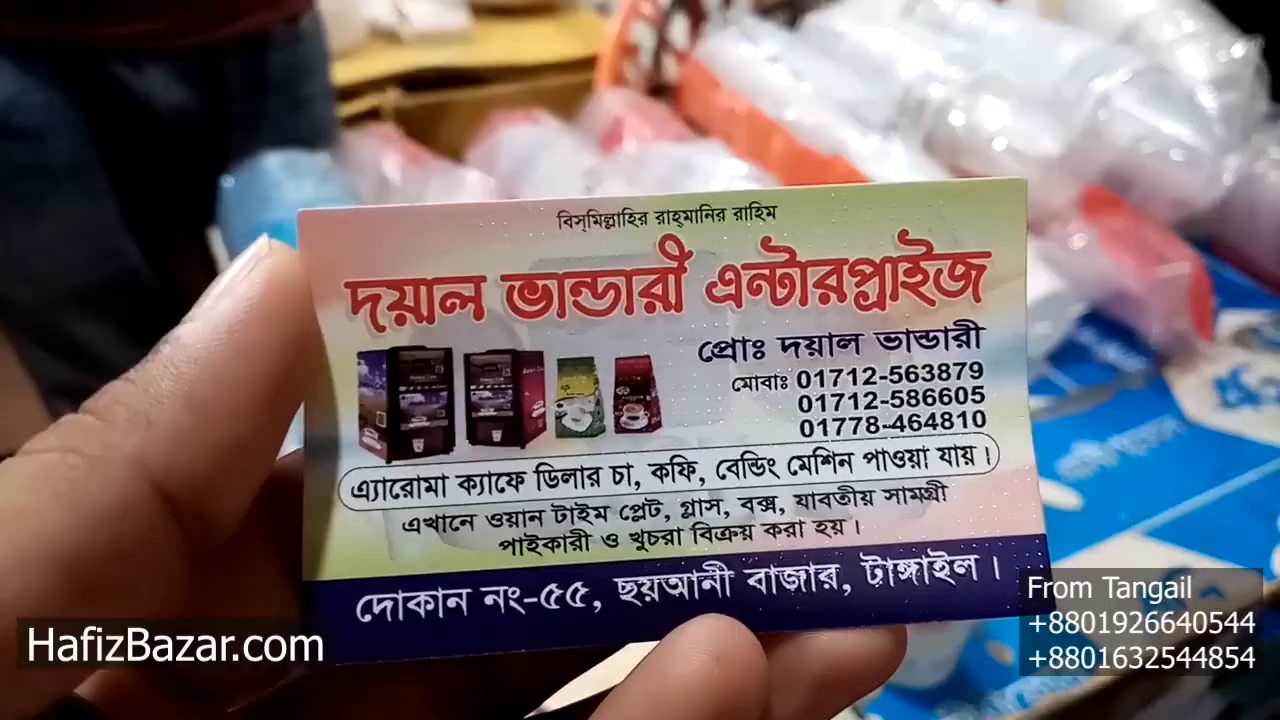 বিস্‌মিল্লাহির রাহ্‌মানির রাহিম
দয়াল ভান্ডারী এন্টারপ্রাইজ
প্রোঃ দয়াল ভান্ডারী
মোবাঃ 01712-563879
01712-586605
01778-464810
এ্যারোমা ক্যাফে ডিলার চা, কফি, বেন্ডিং মেশিন পাওয়া যায়।
এখানে ওয়ান টাইম প্লেট, গ্লাস, বক্স, যাবতীয় সামগ্রী
পাইকারী ও খুচরা বিক্রয় করা হয়।
দোকান নং-৫৫, ছয়আনী বাজার, টাঙ্গাইল।
HafizBazar.com
From Tangail
+8801926640544
+8801632544854